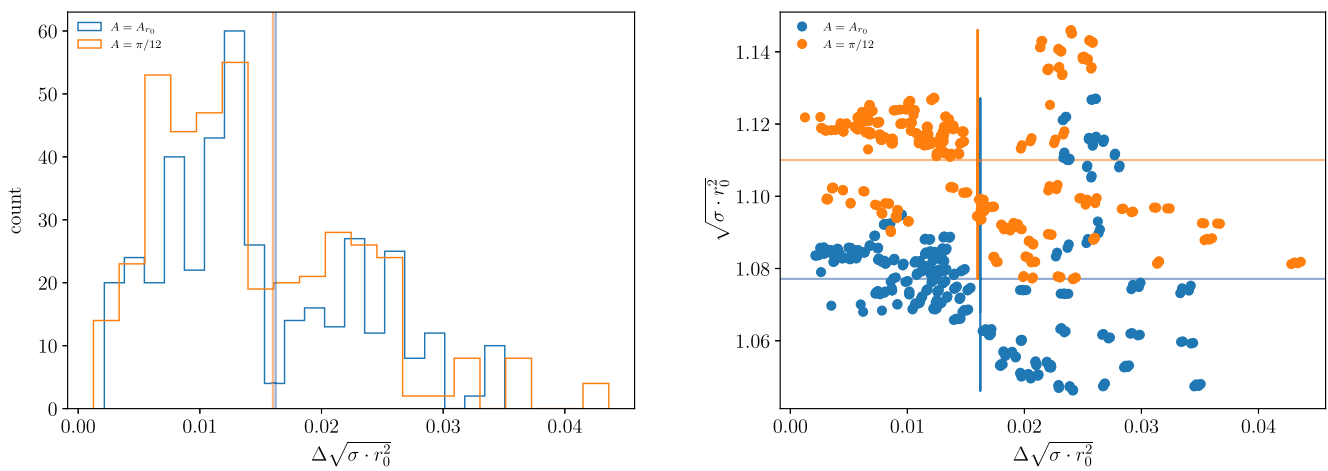 60
50
40
30
20
10
0
count
A = A_{r_0}
A = π/12
0.00 0.01 0.02 0.03 0.04
Δ√(σ · r_0^2)
1.14
1.12
1.10
1.08
1.06
√(σ · r_0^2)
A = A_{r_0}
A = π/12
0.00 0.01 0.02 0.03 0.04
Δ√(σ · r_0^2)